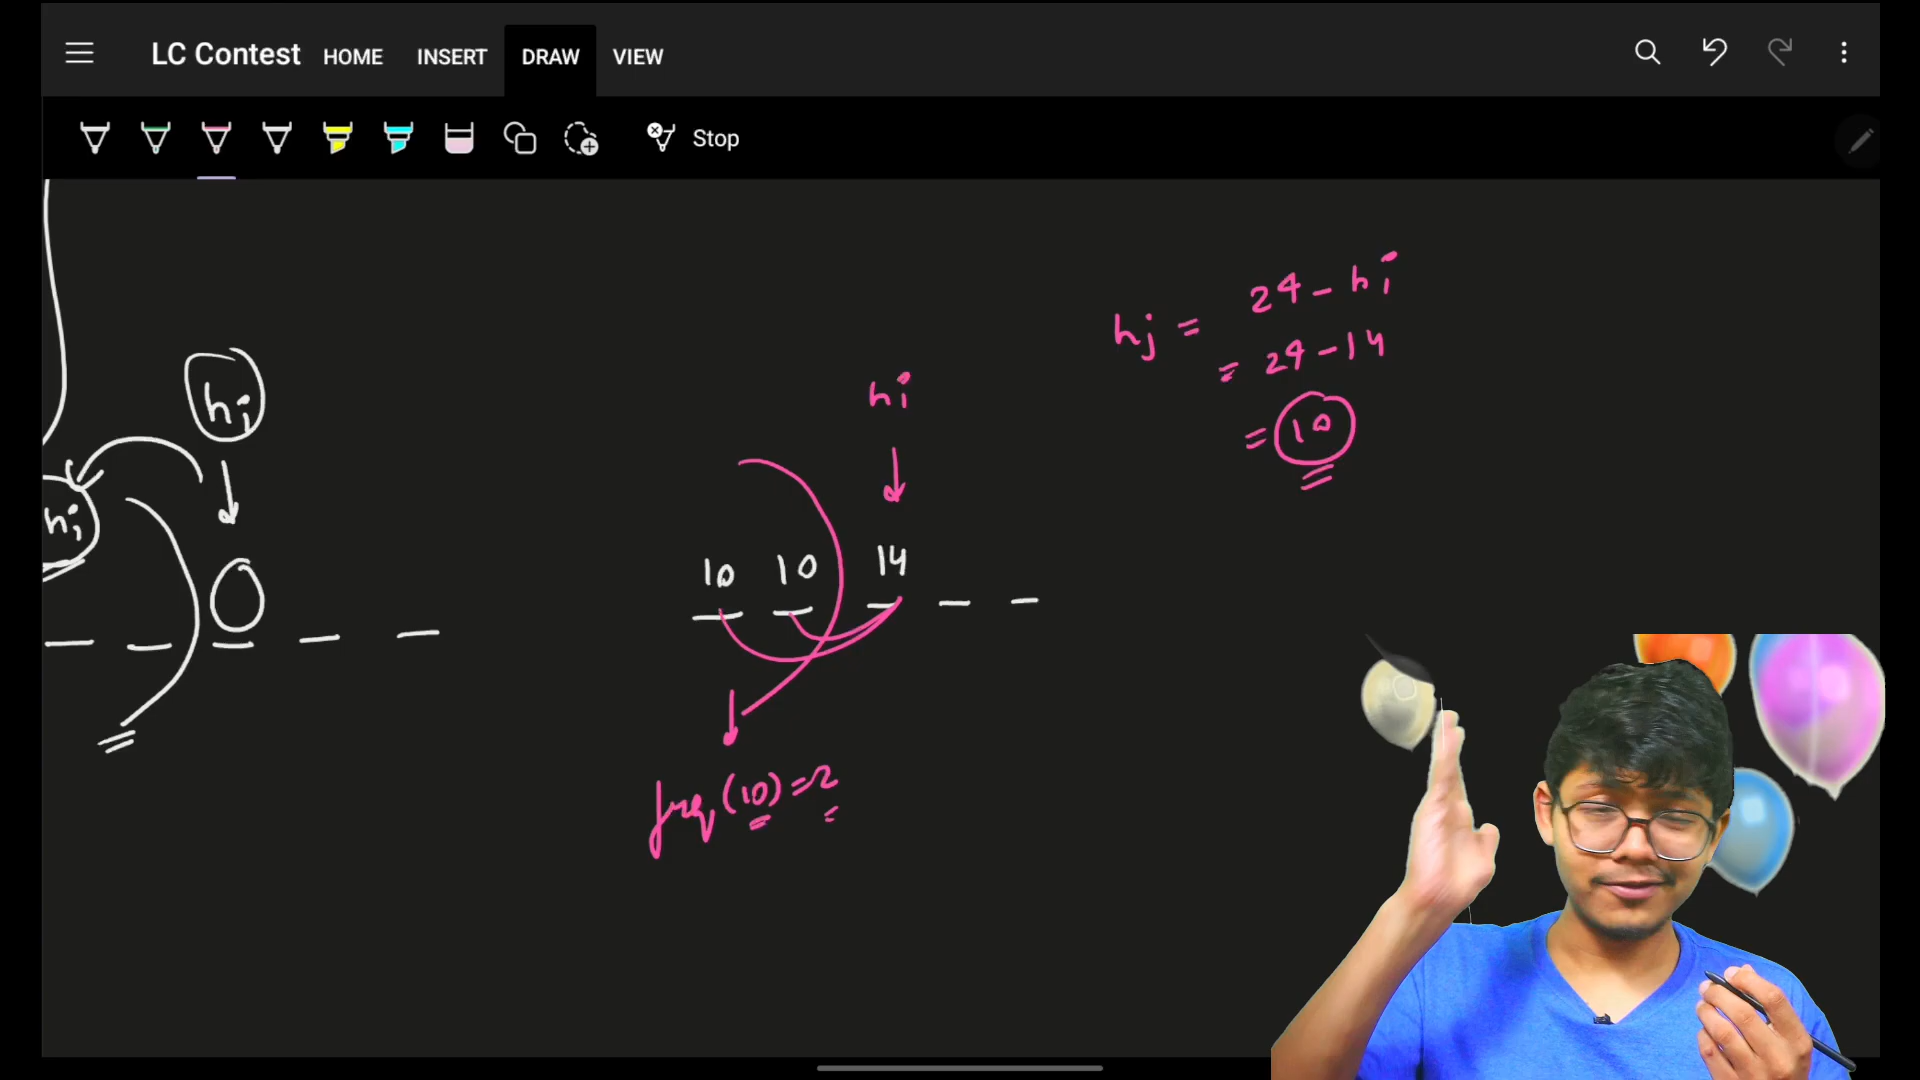 LC Contest HOME INSERT DRAW VIEW
Stop
hj = 24 - hi
= 24 - 14
= 10
hi
hi
hi
10 10 14
freq (10) = 2